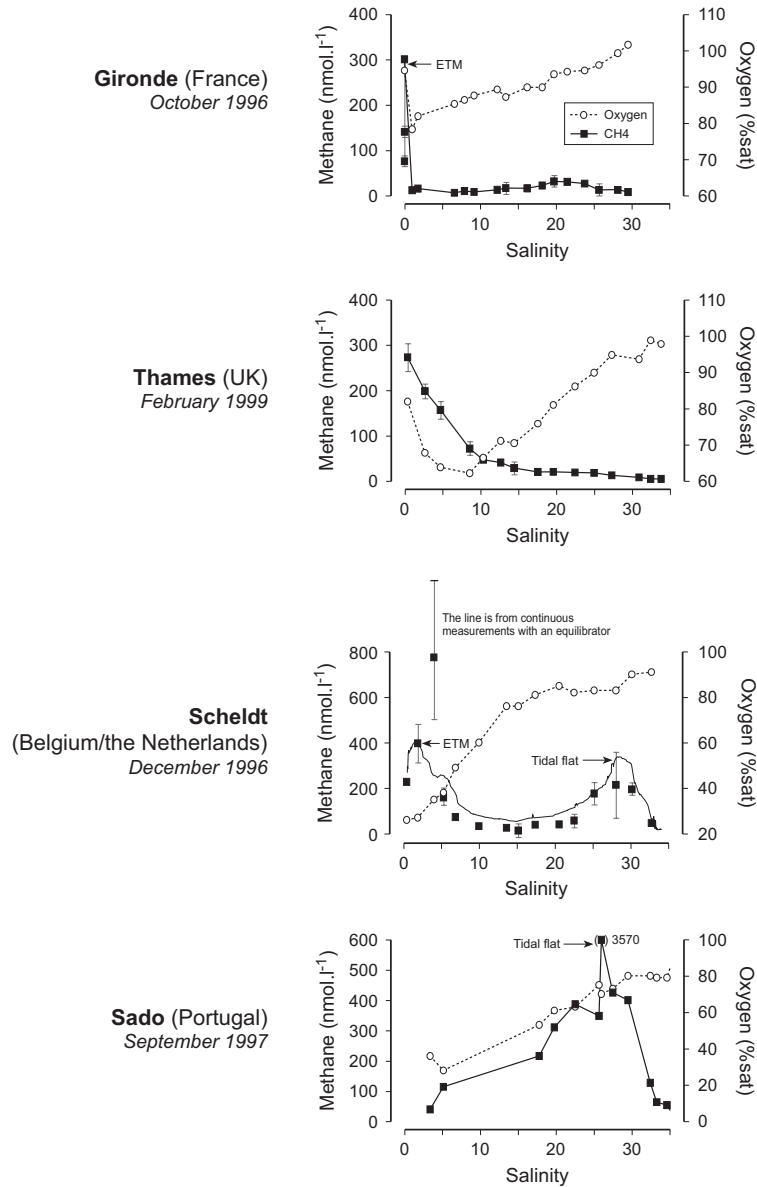 Gironde (France)
October 1996
Methane (nmol.l-1)
400
300
200
100
0
ETM
Oxygen
CH4
110
100
90
80
70
60
Oxygen (%sat)
0 10 20 30
Salinity
Thames (UK)
February 1999
Methane (nmol.l-1)
400
300
200
100
0
110
100
90
80
70
60
Oxygen (%sat)
0 10 20 30
Salinity
Scheldt
(Belgium/the Netherlands)
December 1996
The line is from continuous
measurements with an equilibrator
Methane (nmol.l-1)
800
600
400
200
0
ETM
Tidal flat
100
80
60
40
20
Oxygen (%sat)
0 10 20 30
Salinity
Sado (Portugal)
September 1997
Methane (nmol.l-1)
600
500
400
300
200
100
0
Tidal flat
( ) 3570
100
80
60
40
20
0
Oxygen (%sat)
0 10 20 30
Salinity